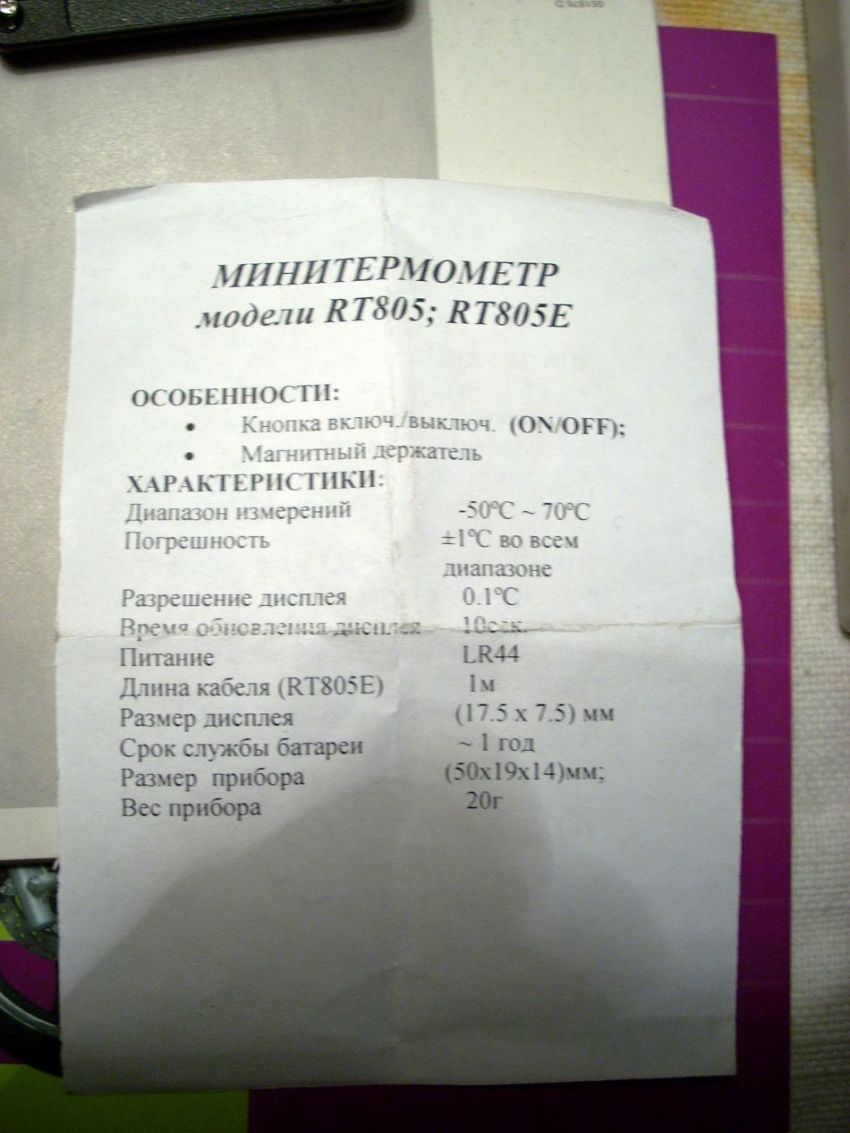 МИНИТЕРМОМЕТР
модели RT805; RT805E
ОСОБЕННОСТИ:
• Кнопка включ./выключ. (ON/OFF);
• Магнитный держатель
ХАРАКТЕРИСТИКИ:
Диапазон измерений -50°C ~ 70°C
Погрешность ±1°C во всем
диапазоне
Разрешение дисплея 0.1°C
Время обновления дисплея 10сек.
Питание LR44
Длина кабеля (RT805E) 1м
Размер дисплея (17.5 x 7.5) мм
Срок службы батареи ~ 1 год
Размер прибора (50x19x14)мм;
Вес прибора 20г